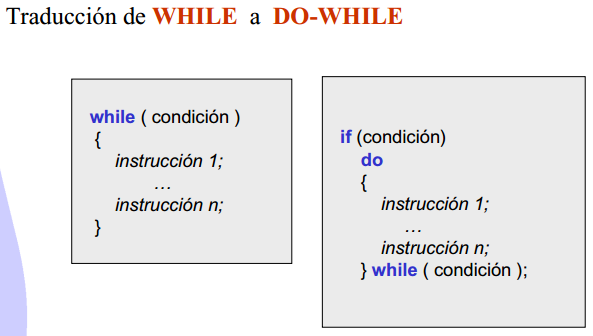 Traducción de WHILE a DO-WHILE
while ( condición )
{
instrucción 1;
…
instrucción n;
}
if (condición)
do
{
instrucción 1;
…
instrucción n;
} while ( condición );